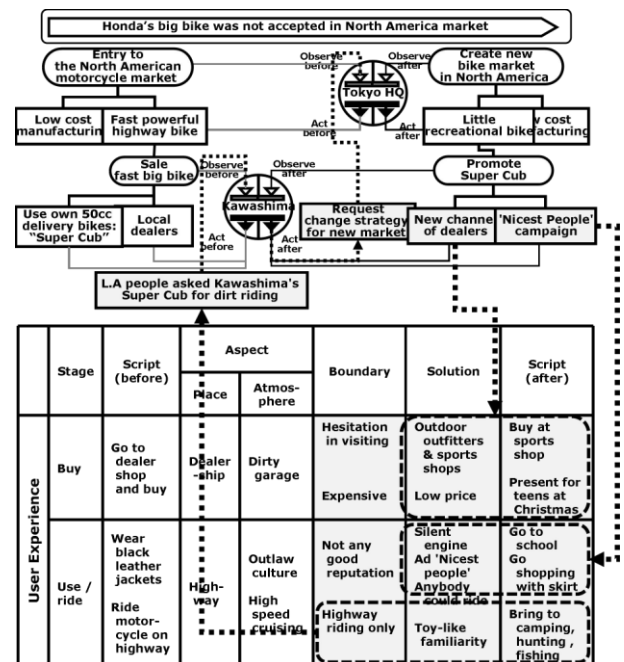 Honda's big bike was not accepted in North America market
Entry to
the North American
motorcycle market
Observe
before
Observe
after
Create new
bike market
in North America
Tokyo HQ
Low cost
manufacturin
Fast powerful
highway bike
Act
before
Act
after
Little
recreational bike
w cost
facturing
Sale
fast big bike
Observe
before
Observe
after
Promote
Super Cub
Kawashima
Use own 50cc
delivery bikes:
"Super Cub"
Local
dealers
Act
before
Act
after
Request
change strategy
for new market
New channe
of dealers
'Nicest People'
campaign
L.A people asked Kawashima's
Super Cub for dirt riding
Stage
Script
(before)
Aspect
Place
Atmos-
phere
Boundary
Solution
Script
(after)
User Experience
Buy
Go to
dealer
shop
and buy
Dealer
-ship
Dirty
garage
Hesitation
in visiting
Expensive
Outdoor
outfitters
& sports
shops
Low price
Buy at
sports
shop
Present for
teens at
Christmas
Use /
ride
Wear
black
leather
jackets
Ride
motor-
cycle on
highway
High-
way
Outlaw
culture
High
speed
cruising
Not any
good
reputation
Highway
riding only
Silent
engine
Ad 'Nicest
people'
Anybody
could ride
Toy-like
familiarity
Go to
school
Go
shopping
with skirt
Bring to
camping,
hunting ,
fishing